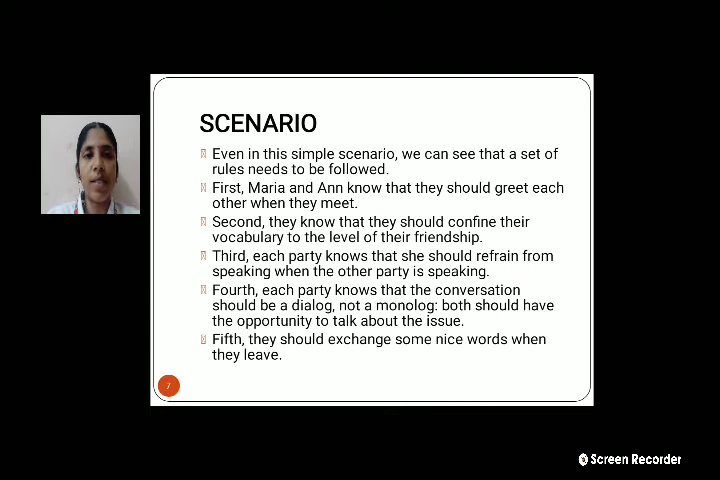 SCENARIO
Even in this simple scenario, we can see that a set of
rules needs to be followed.
First, Maria and Ann know that they should greet each
other when they meet.
Second, they know that they should confine their
vocabulary to the level of their friendship.
Third, each party knows that she should refrain from
speaking when the other party is speaking.
Fourth, each party knows that the conversation
should be a dialog, not a monolog: both should have
the opportunity to talk about the issue.
Fifth, they should exchange some nice words when
they leave.
7
Screen Recorder